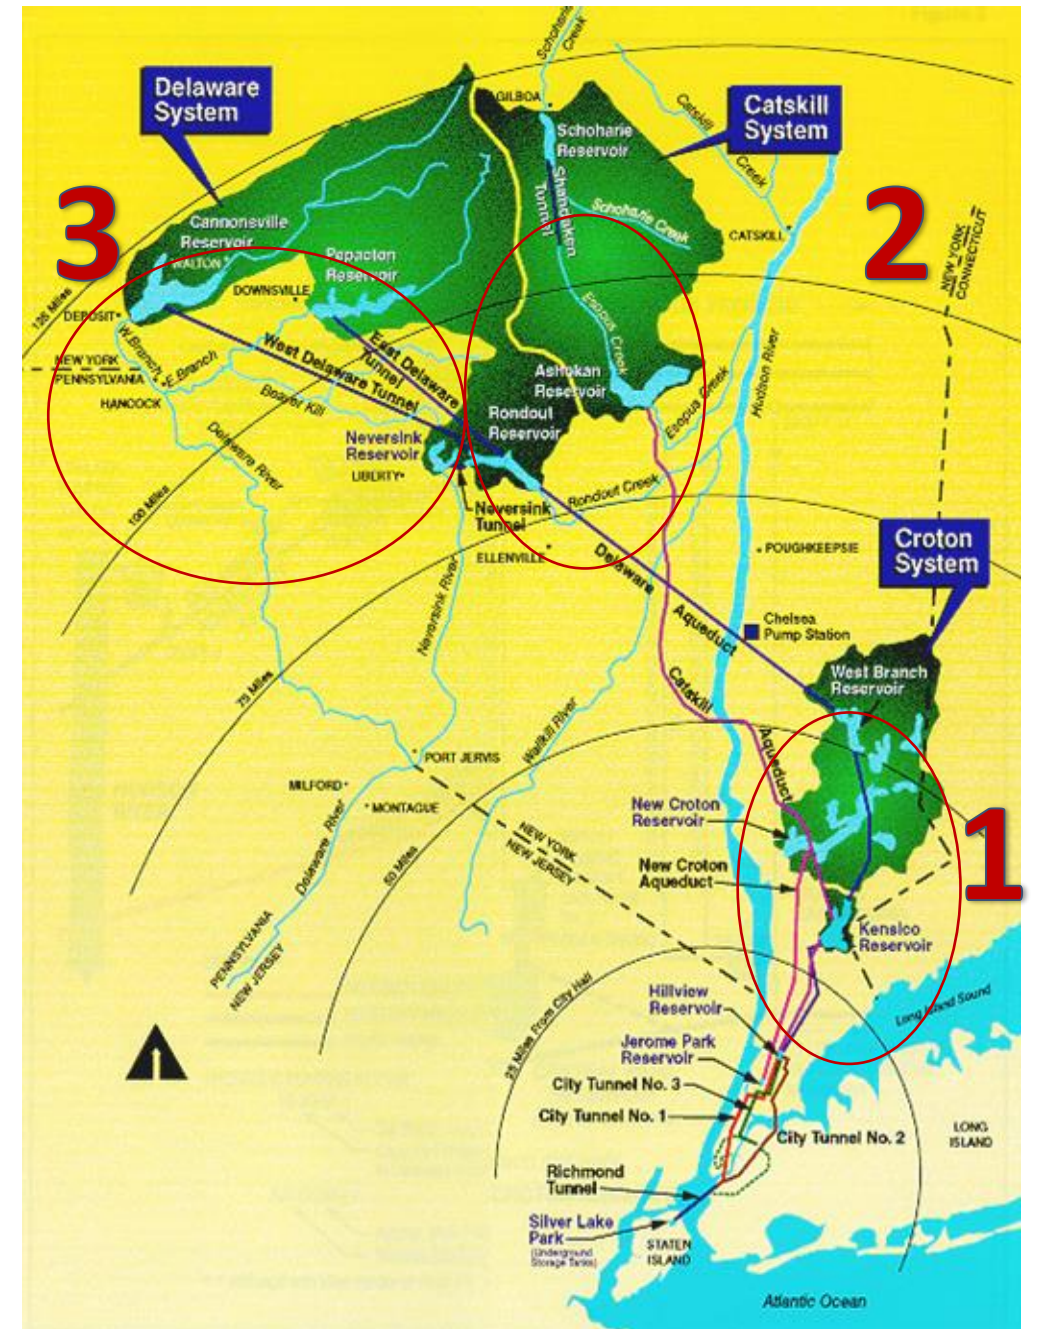 Schoharie
Creek
Delaware
System
GILBOA
Catskill
Creek
Catskill
System
Schoharie
Reservoir
Shandaken
Tunnel
Schoharie Creek
3
2
Cannonsville
Reservoir
WALTON
Pepacton
Reservoir
CATSKILL
NEW YORK
CONNECTICUT
DOWNSVILLE
125 Miles
DEPOSIT
W. Branch
E. Branch
NEW YORK
PENNSYLVANIA
HANCOCK
West Delaware Tunnel
East Delaware
Tunnel
Beaver Kill
Esopus Creek
Ashokan
Reservoir
Esopus Creek
Hudson River
Rondout
Reservoir
Neversink
Reservoir
LIBERTY
Delaware River
100 Miles
Rondout Creek
Neversink
Tunnel
ELLENVILLE
Delaware
Aqueduct
POUGHKEEPSIE
Croton
System
Chelsea
Pump Station
Neversink River
West Branch
Reservoir
75 Miles
Catskill
Aqueduct
Wallkill River
PORT JERVIS
MILFORD
MONTAGUE
Delaware River
New Croton
Reservoir
1
50 Miles
NEW YORK
NEW JERSEY
New Croton
Aqueduct
Kensico
Reservoir
PENNSYLVANIA
NEW JERSEY
25 Miles From City Hall
Hillview
Reservoir
Long Island Sound
Jerome Park
Reservoir
City Tunnel No. 3
City Tunnel No. 1
City Tunnel No. 2
LONG
ISLAND
Richmond
Tunnel
Silver Lake
Park
(Underground
Storage Tanks)
STATEN
ISLAND
Atlantic Ocean